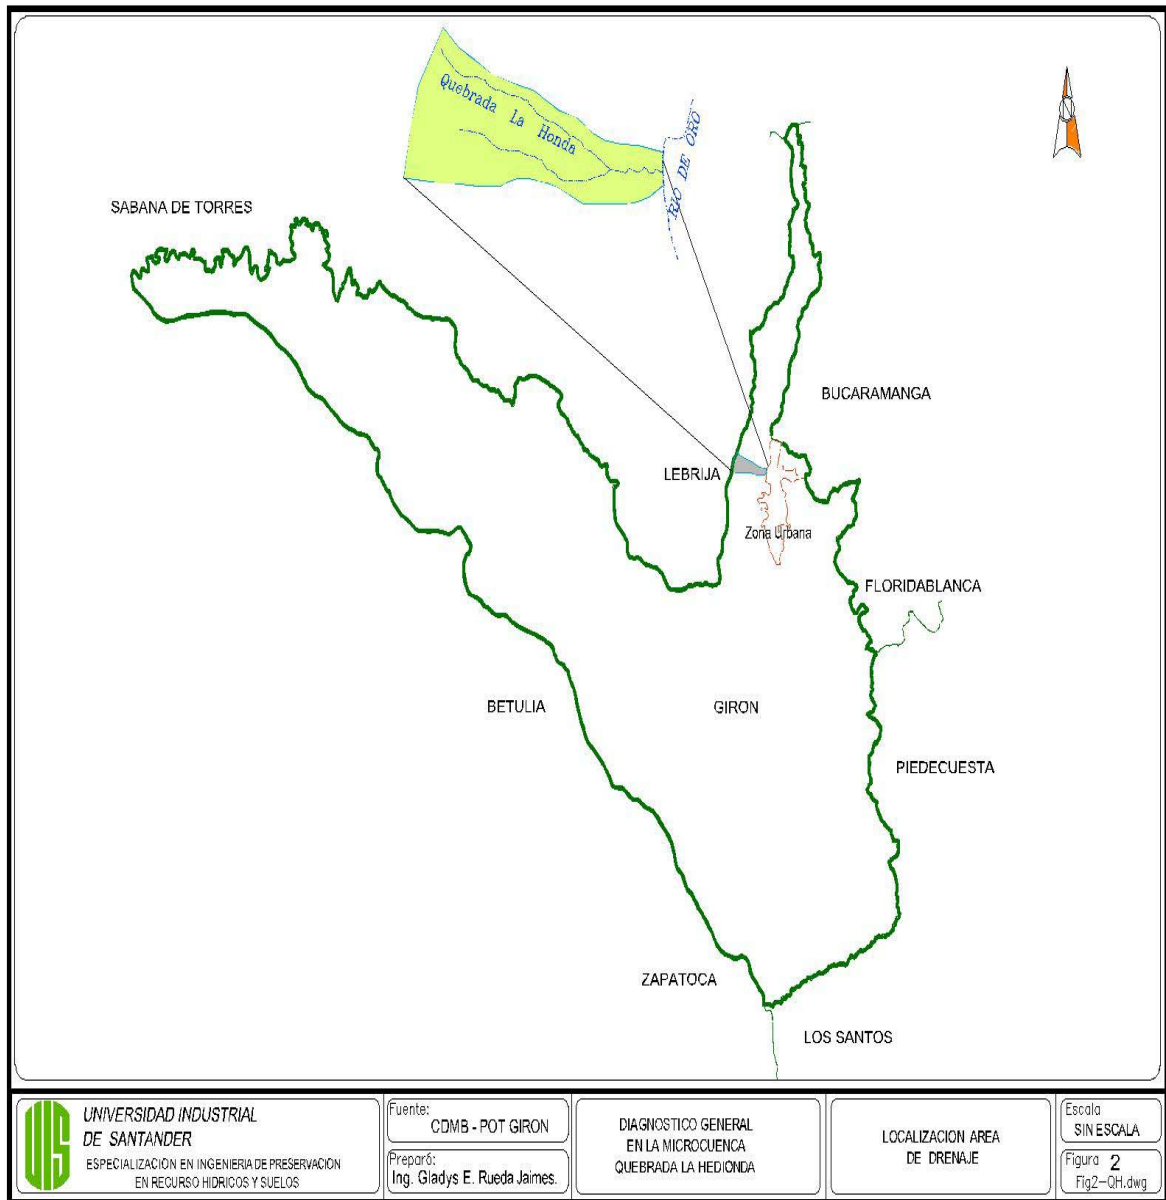 Quebrada La Honda
RIO DE ORO
SABANA DE TORRES
BUCARAMANGA
LEBRIJA
Zona Urbana
FLORIDABLANCA
BETULIA
GIRON
PIEDECUESTA
ZAPATOCA
LOS SANTOS
UIS
UNIVERSIDAD INDUSTRIAL
DE SANTANDER
ESPECIALIZACION EN INGENIERIA DE PRESERVACION
EN RECURSO HIDRICOS Y SUELOS
Fuente:
CDMB - POT GIRON
Preparó:
Ing. Gladys E. Rueda Jaimes.
DIAGNOSTICO GENERAL
EN LA MICROCUENCA
QUEBRADA LA HEDIONDA
LOCALIZACION AREA
DE DRENAJE
Escala
SIN ESCALA
Figura 2
Fig2-QH.dwg